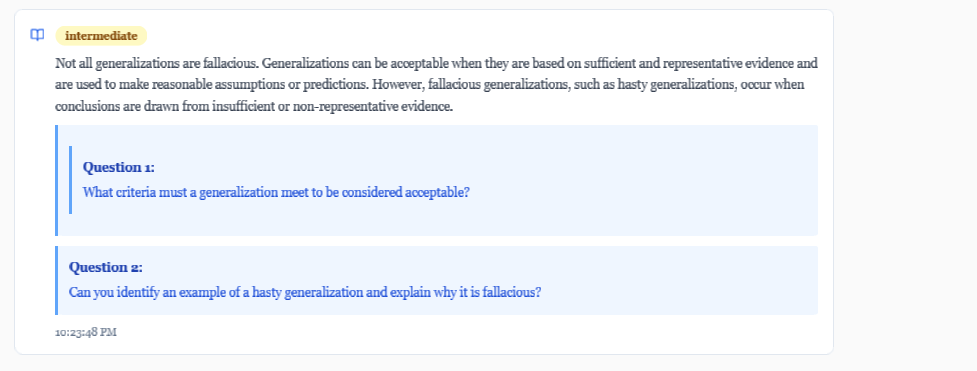 intermediate
Not all generalizations are fallacious. Generalizations can be acceptable when they are based on sufficient and representative evidence and
are used to make reasonable assumptions or predictions. However, fallacious generalizations, such as hasty generalizations, occur when
conclusions are drawn from insufficient or non-representative evidence.
Question 1:
What criteria must a generalization meet to be considered acceptable?
Question 2:
Can you identify an example of a hasty generalization and explain why it is fallacious?
10:23:48 PM